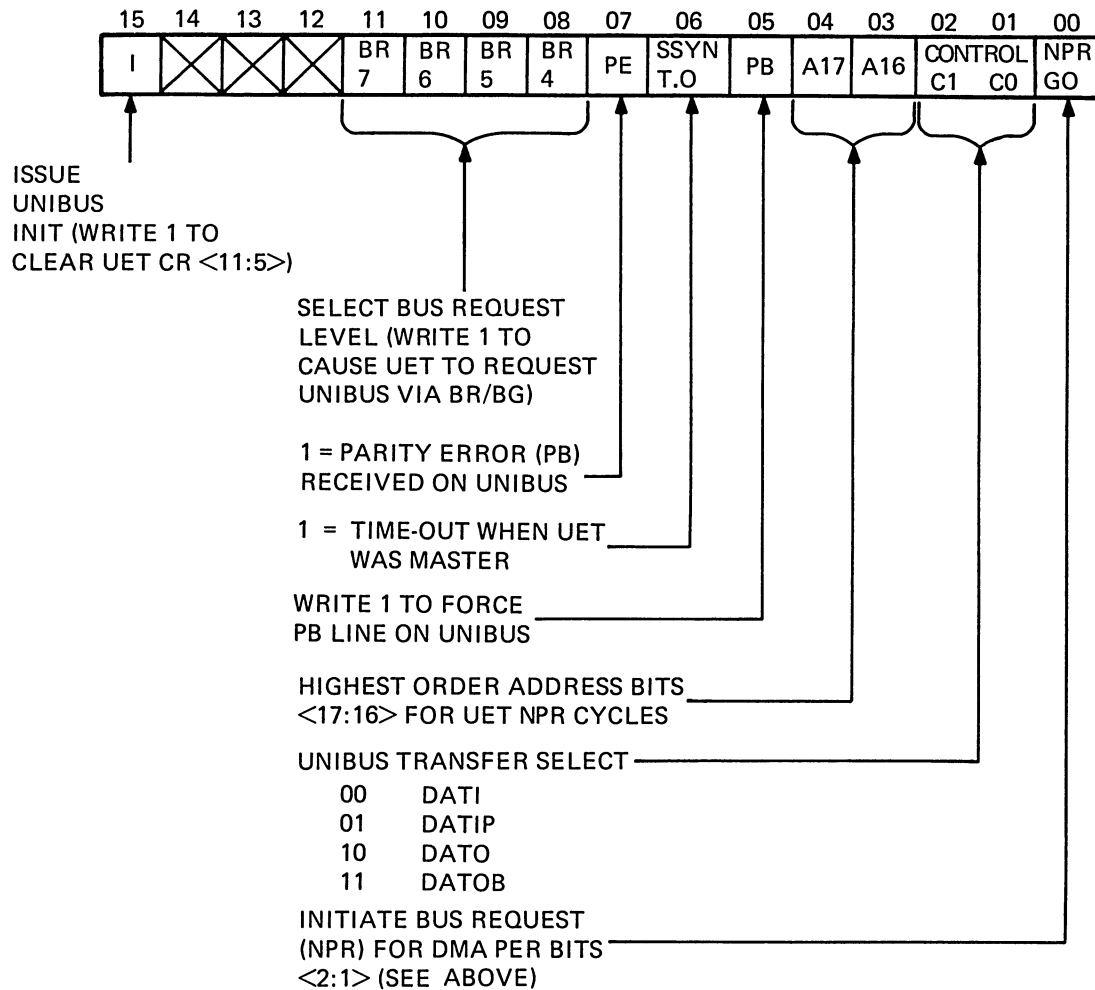 15 14 13 12 11 10 09 08 07 06 05 04 03 02 01 00
I BR 7 BR 6 BR 5 BR 4 PE SSYN T.O PB A17 A16 CONTROL C1 C0 NPR GO
ISSUE
UNIBUS
INIT (WRITE 1 TO
CLEAR UET CR <11:5>)
SELECT BUS REQUEST
LEVEL (WRITE 1 TO
CAUSE UET TO REQUEST
UNIBUS VIA BR/BG)
1 = PARITY ERROR (PB)
RECEIVED ON UNIBUS
1 = TIME-OUT WHEN UET
WAS MASTER
WRITE 1 TO FORCE
PB LINE ON UNIBUS
HIGHEST ORDER ADDRESS BITS
<17:16> FOR UET NPR CYCLES
UNIBUS TRANSFER SELECT
00 DATI
01 DATIP
10 DATO
11 DATOB
INITIATE BUS REQUEST
(NPR) FOR DMA PER BITS
<2:1> (SEE ABOVE)